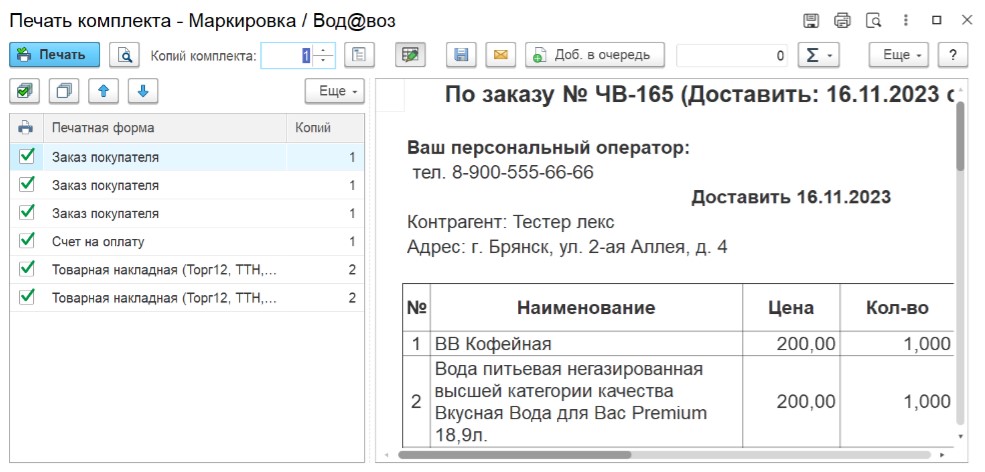 Печать комплекта - Маркировка / Вод@воз
Печать Копий комплекта: 1 Доб. в очередь 0 Σ Еще ?
Еще
Печатная форма Копий
Заказ покупателя 1
Заказ покупателя 1
Заказ покупателя 1
Счет на оплату 1
Товарная накладная (Торг12, ТТН,... 2
Товарная накладная (Торг12, ТТН,... 2
По заказу № ЧВ-165 (Доставить: 16.11.2023 с
Ваш персональный оператор:
тел. 8-900-555-66-66
Доставить 16.11.2023
Контрагент: Тестер лекс
Адрес: г. Брянск, ул. 2-ая Аллея, д. 4
№ Наименование Цена Кол-во
1 ВВ Кофейная 200,00 1,000
Вода питьевая негазированная
высшей категории качества
2 Вкусная Вода для Вас Premium 200,00 1,000
18,9л.